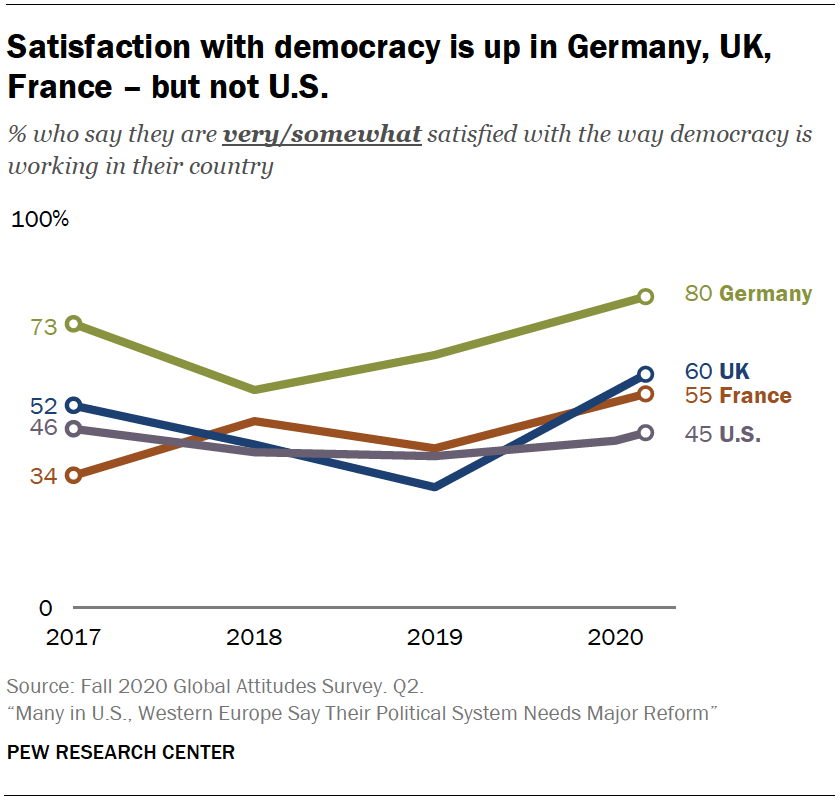 Satisfaction with democracy is up in Germany, UK,
France – but not U.S.
% who say they are very/somewhat satisfied with the way democracy is
working in their country
100%
80 Germany
73
60 UK
52
55 France
46
45 U.S.
34
0
2017 2018 2019 2020
Source: Fall 2020 Global Attitudes Survey. Q2.
“Many in U.S., Western Europe Say Their Political System Needs Major Reform”
PEW RESEARCH CENTER